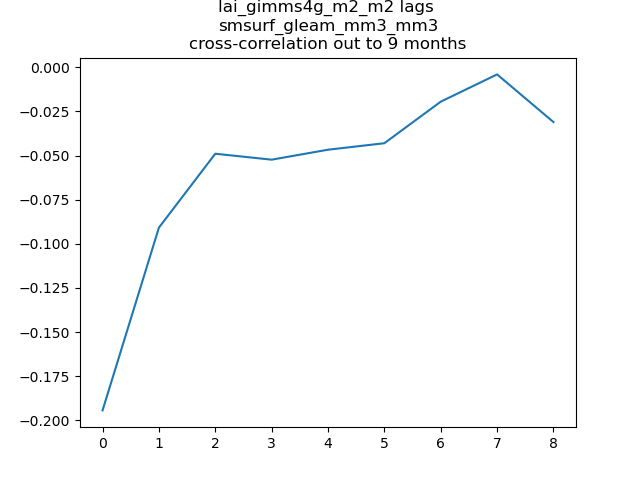 lai_gimms4g_m2_m2 lags
smsurf_gleam_mm3_mm3
cross-correlation out to 9 months
0.000
−0.025
−0.050
−0.075
−0.100
−0.125
−0.150
−0.175
−0.200
0 1 2 3 4 5 6 7 8